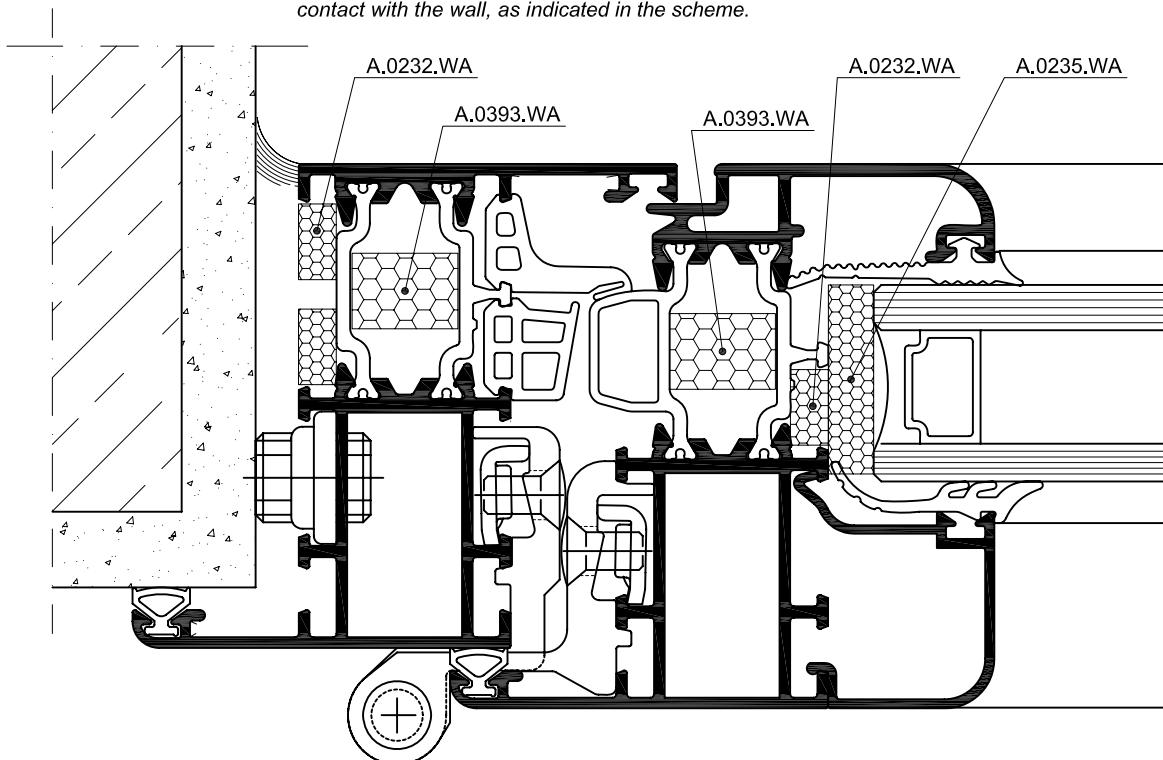 contact with the wall, as indicated in the scheme.
A.0232.WA
A.0232.WA
A.0235.WA
A.0393.WA
A.0393.WA